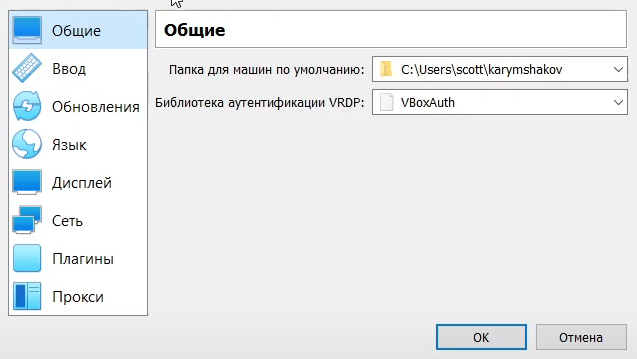 Общие
Ввод
Обновления
Язык
Дисплей
Сеть
Плагины
Прокси
Общие
Папка для машин по умолчанию: C:\Users\scott\karymshakov
Библиотека аутентификации VRDP: VBoxAuth
OK Отмена